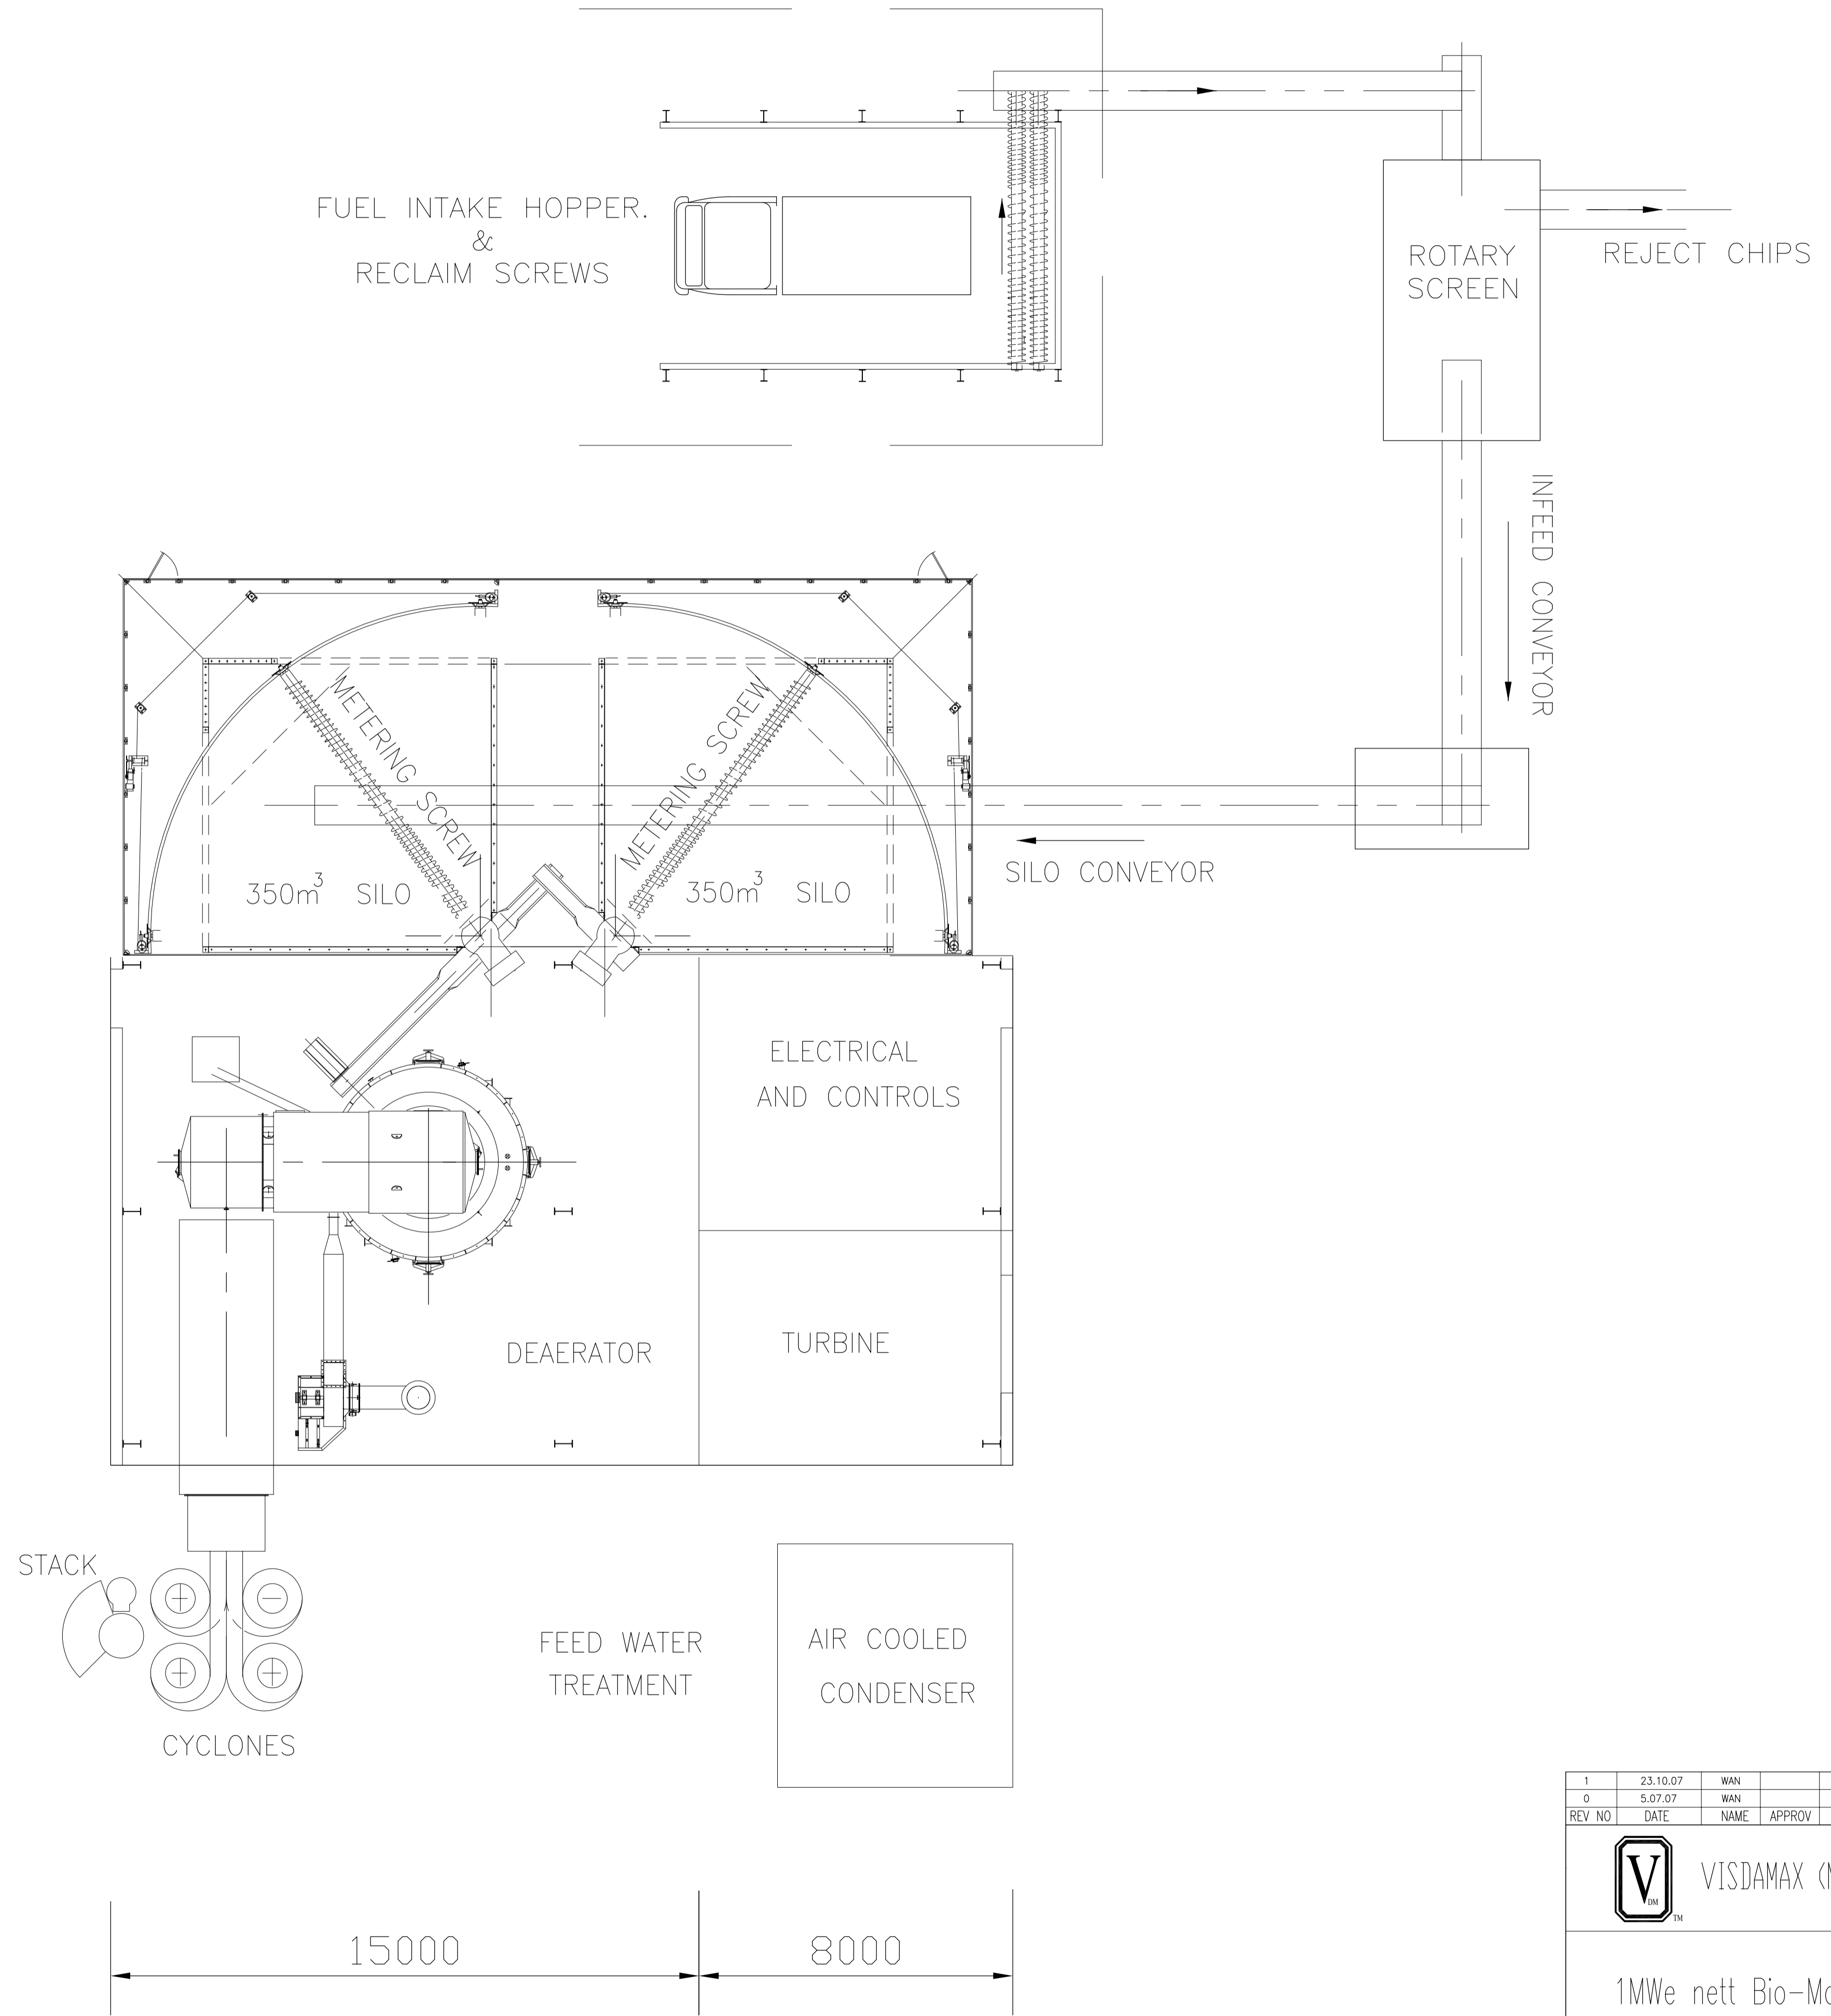 FUEL INTAKE HOPPER.
&
RECLAIM SCREWS
ROTARY
SCREEN
REJECT CHIPS
INFEED CONVEYOR
METERING SCREW
METERING SCREW
350m³ SILO
350m³ SILO
SILO CONVEYOR
ELECTRICAL
AND CONTROLS
DEAERATOR
TURBINE
STACK
FEED WATER
TREATMENT
AIR COOLED
CONDENSER
CYCLONES
1 23.10.07 WAN
0 5.07.07 WAN
REV NO DATE NAME APPROV
V
DM
TM
VISDAMAX
15000
8000
1MWe nett